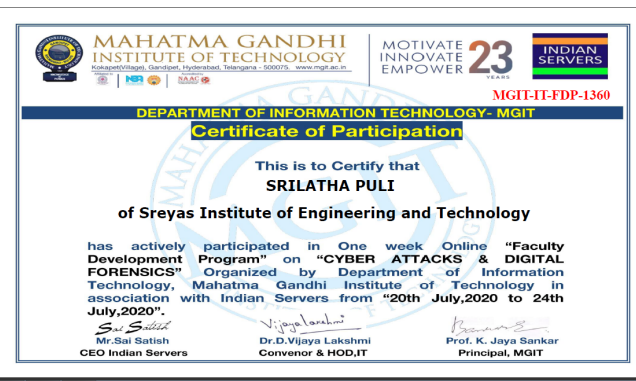 MAHATMA GANDHI
INSTITUTE OF TECHNOLOGY
Kokapet(Village), Gandipet, Hyderabad, Telangana - 500075. www.mgit.ac.in
MOTIVATE
INNOVATE
EMPOWER
23
YEARS
INDIAN
SERVERS
NBA
NAAC
MGIT-IT-FDP-1360
DEPARTMENT OF INFORMATION TECHNOLOGY- MGIT
Certificate of Participation
This is to Certify that
SRILATHA PULI
of Sreyas Institute of Engineering and Technology
has actively participated in One week Online “Faculty
Development Program” on “CYBER ATTACKS & DIGITAL
FORENSICS” Organized by Department of Information
Technology, Mahatma Gandhi Institute of Technology in
association with Indian Servers from “20th July,2020 to 24th
July,2020”.
Sai Satish
Vijayalakshmi
Mr.Sai Satish
Dr.D.Vijaya Lakshmi
Prof. K. Jaya Sankar
CEO Indian Servers
Convenor & HOD,IT
Principal, MGIT